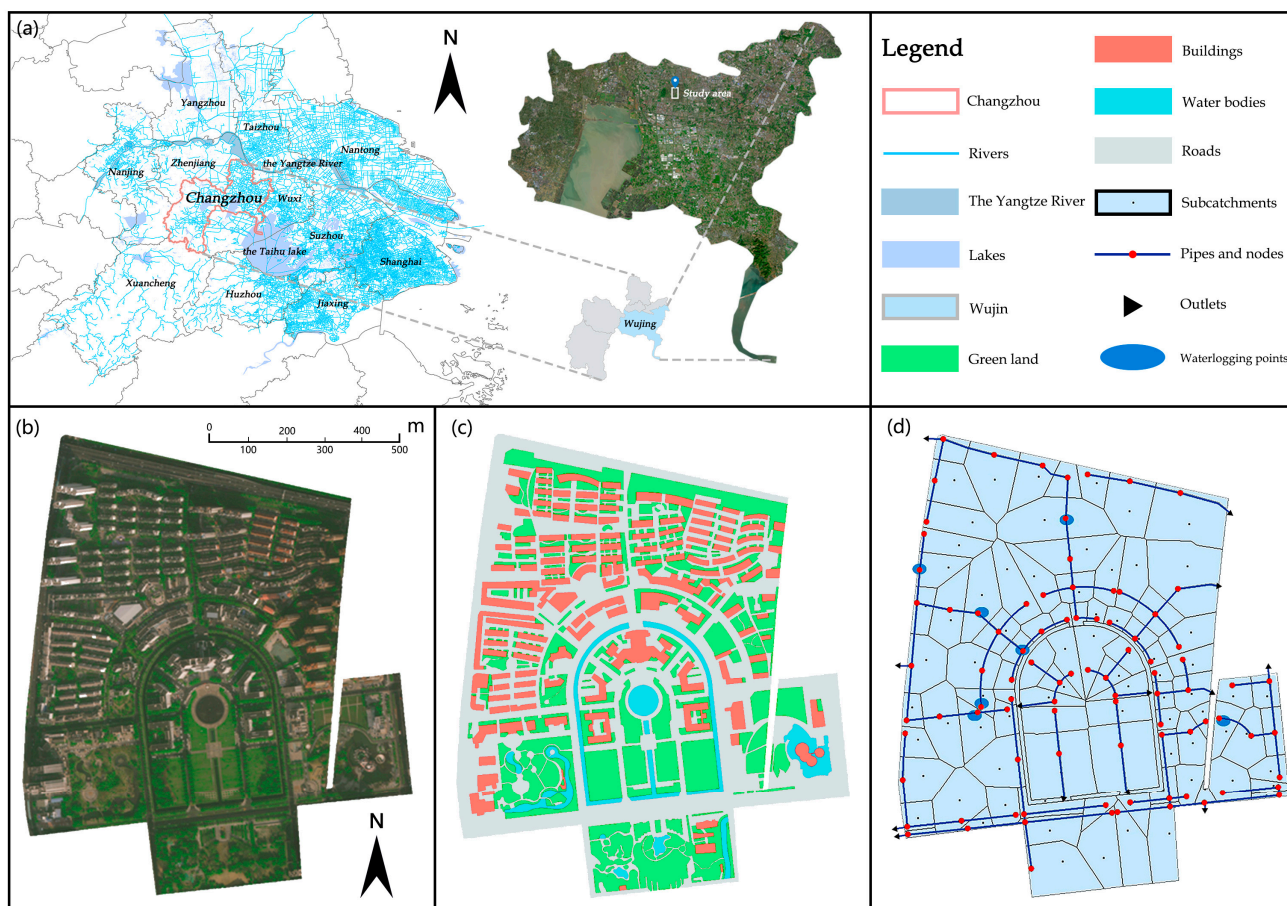 (a)
N
Yangzhou
Taizhou
Nantong
Zhenjiang
the Yangtze River
Nanjing
Changzhou
Wuxi
Suzhou
the Taihu lake
Shanghai
Xuancheng
Huzhou
Jiaxing
Study area
Wujing
Legend
Changzhou
Rivers
The Yangtze River
Lakes
Wujin
Green land
Buildings
Water bodies
Roads
Subcatchments
Pipes and nodes
Outlets
Waterlogging points
(b)
0 200 400 m
100 300 500
N
(c)
(d)